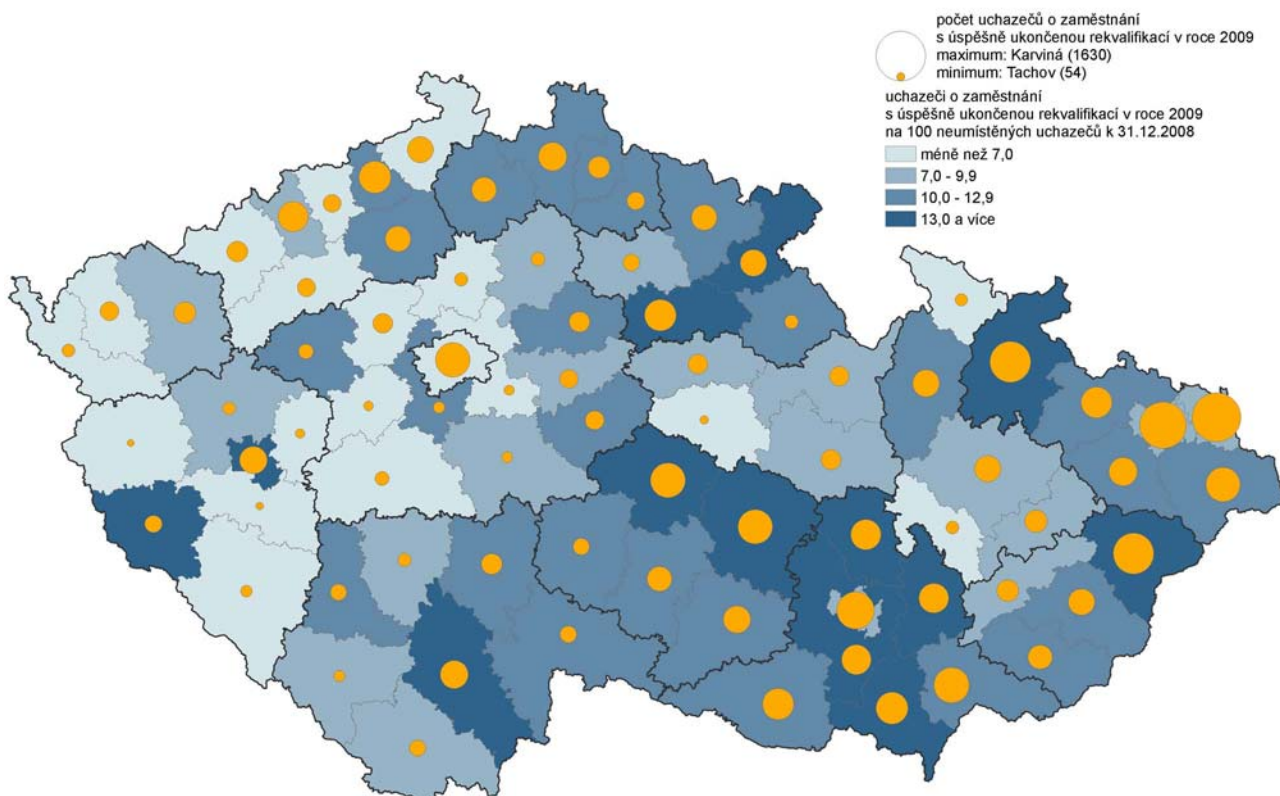 počet uchazečů o zaměstnání
s úspěšně ukončenou rekvalifikací v roce 2009
maximum: Karviná (1630)
minimum: Tachov (54)
uchazeči o zaměstnání
s úspěšně ukončenou rekvalifikací v roce 2009
na 100 neumístěných uchazečů k 31.12.2008
méně než 7,0
7,0 - 9,9
10,0 - 12,9
13,0 a více